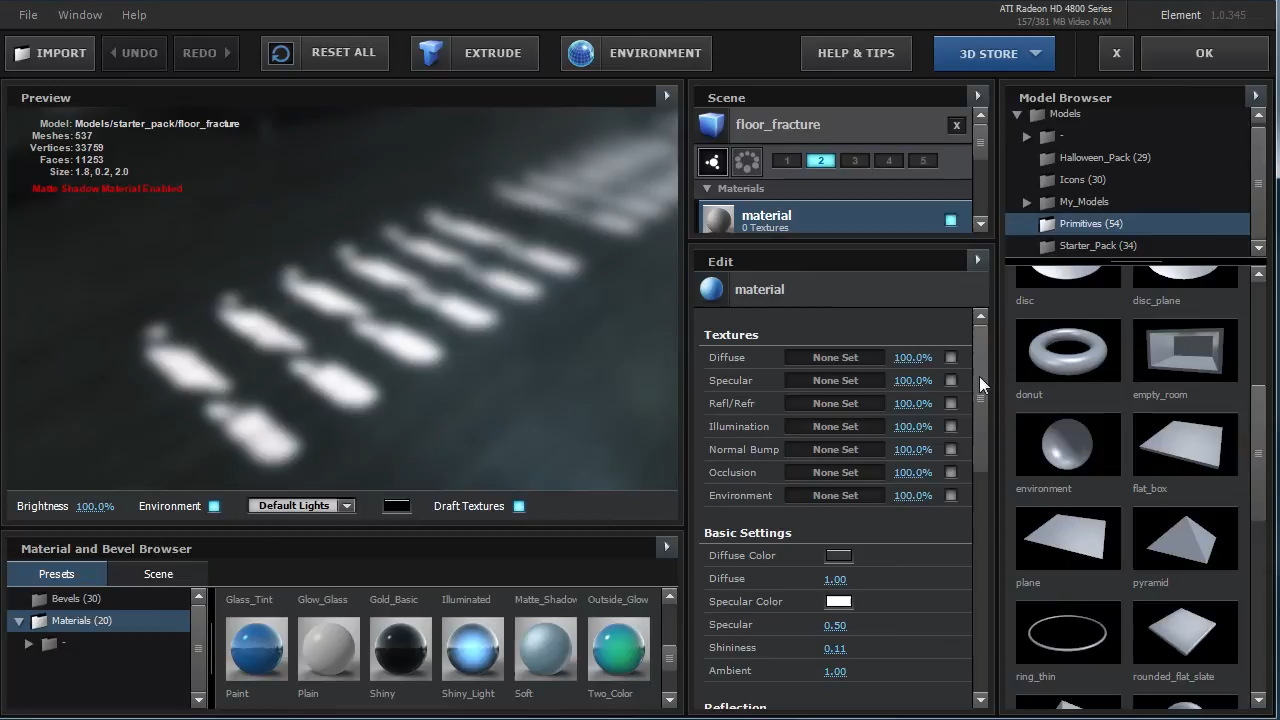 File Window Help
ATI Radeon HD 4800 Series
157/381 MB Video RAM
Element 1.0.345
IMPORT UNDO REDO RESET ALL EXTRUDE ENVIRONMENT HELP & TIPS 3D STORE X OK
Preview
Model: Models/starter_pack/floor_fracture
Meshes: 537
Vertices: 33759
Faces: 11253
Size: 1.8, 0.2, 2.0
Matte Shadow Material Enabled
Brightness 100.0% Environment Default Lights Draft Textures
Material and Bevel Browser
Presets Scene
Bevels (30)
Materials (20)
-
Glass_Tint Glow_Glass Gold_Basic Illuminated Matte_Shadow Outside_Glow
Paint Plain Shiny Shiny_Light Soft Two_Color
Scene
floor_fracture x
1 2 3 4 5
Materials
material
0 Textures
Edit
material
Textures
Diffuse None Set 100.0%
Specular None Set 100.0%
Refl/Refr None Set 100.0%
Illumination None Set 100.0%
Normal Bump None Set 100.0%
Occlusion None Set 100.0%
Environment None Set 100.0%
Basic Settings
Diffuse Color
Diffuse 1.00
Specular Color
Specular 0.50
Shininess 0.11
Ambient 1.00
Reflection
Model Browser
Models
-
Halloween_Pack (29)
Icons (30)
My_Models
Primitives (54)
Starter_Pack (34)
disc disc_plane
donut empty_room
environment flat_box
plane pyramid
ring_thin rounded_flat_slate